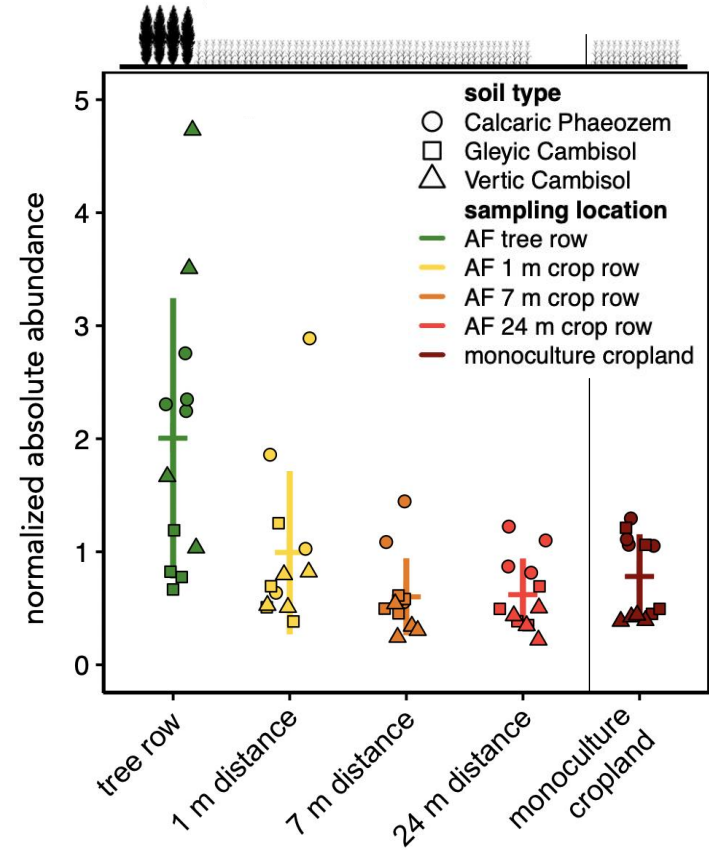 soil type
Calcaric Phaeozem
Gleyic Cambisol
Vertic Cambisol
sampling location
AF tree row
AF 1 m crop row
AF 7 m crop row
AF 24 m crop row
monoculture cropland
normalized absolute abundance
5
4
3
2
1
0
tree row
1 m distance
7 m distance
24 m distance
monoculture
cropland